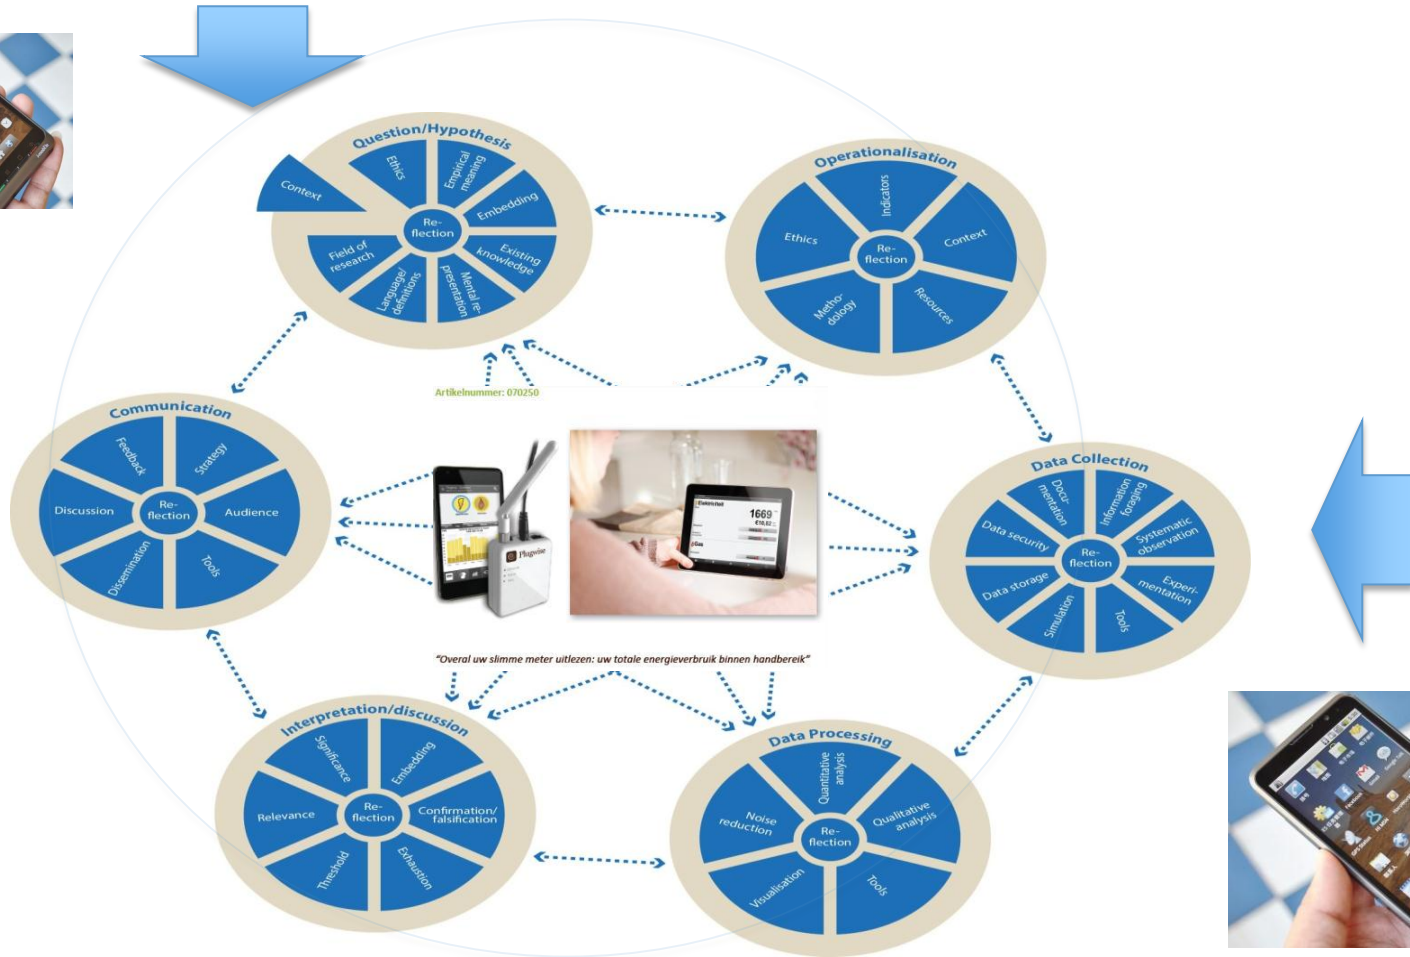 Question/Hypothesis
Context
Ethics
Empirical
meaning
Embedding
Existing
knowledge
Mental re-
presentation
Language/
definitions
Field of
research
Re-
flection
Operationalisation
Indicators
Context
Resources
Metho-
dology
Ethics
Re-
flection
Artikelnummer: 070250
Communication
Feedback
Strategy
Audience
Tools
Dissemination
Discussion
Re-
flection
Plugwise
Elektriciteit
1669
€10,02
Gas
Data Collection
Docu-
mentation
Information
foraging
Systematic
observation
Experi-
mentation
Tools
Simulation
Data storage
Data security
Re-
flection
"Overal uw slimme meter uitlezen: uw totale energieverbruik binnen handbereik"
Interpretation/discussion
Significance
Embedding
Confirmation/
falsification
Exhaustion
Threshold
Relevance
Re-
flection
Data Processing
Quantitative
analysis
Qualitative
analysis
Tools
Visualisation
Noise
reduction
Re-
flection